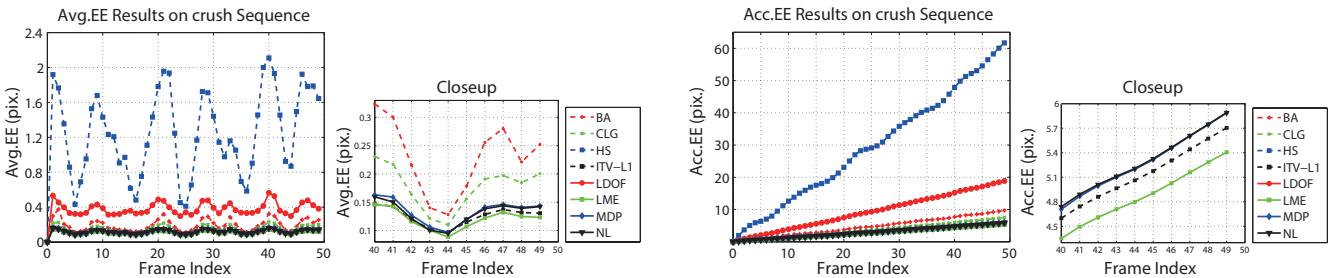 Avg.EE Results on crush Sequence
Avg.EE (pix.)
2.4
2
1.6
1.2
0.8
0.4
0
0 10 20 30 40 50
Frame Index
Closeup
Avg.EE (pix.)
0.3
0.25
0.2
0.15
0.1
40 41 42 43 44 45 46 47 48 49 50
Frame Index
BA
CLG
HS
ITV-L1
LDOF
LME
MDP
NL
Acc.EE Results on crush Sequence
Acc.EE (pix.)
60
50
40
30
20
10
0
0 10 20 30 40 50
Frame Index
Closeup
Acc.EE (pix.)
6
5.7
5.4
5.1
4.8
4.5
40 41 42 43 44 45 46 47 48 49 50
Frame Index
BA
CLG
HS
ITV-L1
LDOF
LME
MDP
NL